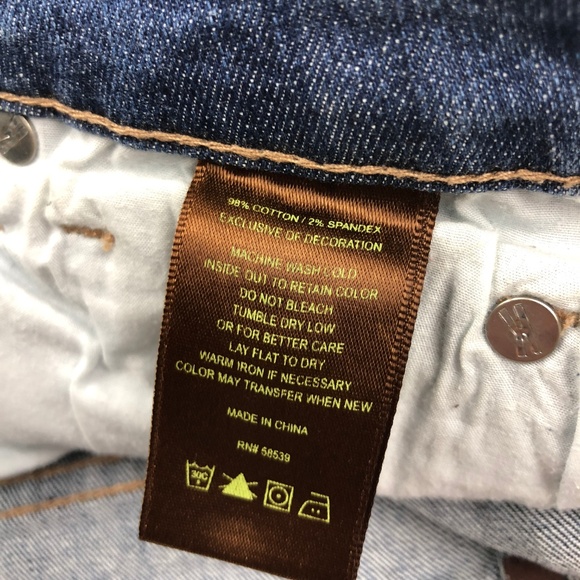 98% COTTON / 2% SPANDEX
EXCLUSIVE OF DECORATION
MACHINE WASH COLD
INSIDE OUT TO RETAIN COLOR
DO NOT BLEACH
TUMBLE DRY LOW
OR FOR BETTER CARE
LAY FLAT TO DRY
WARM IRON IF NECESSARY
COLOR MAY TRANSFER WHEN NEW
MADE IN CHINA
RN# 58539
30C